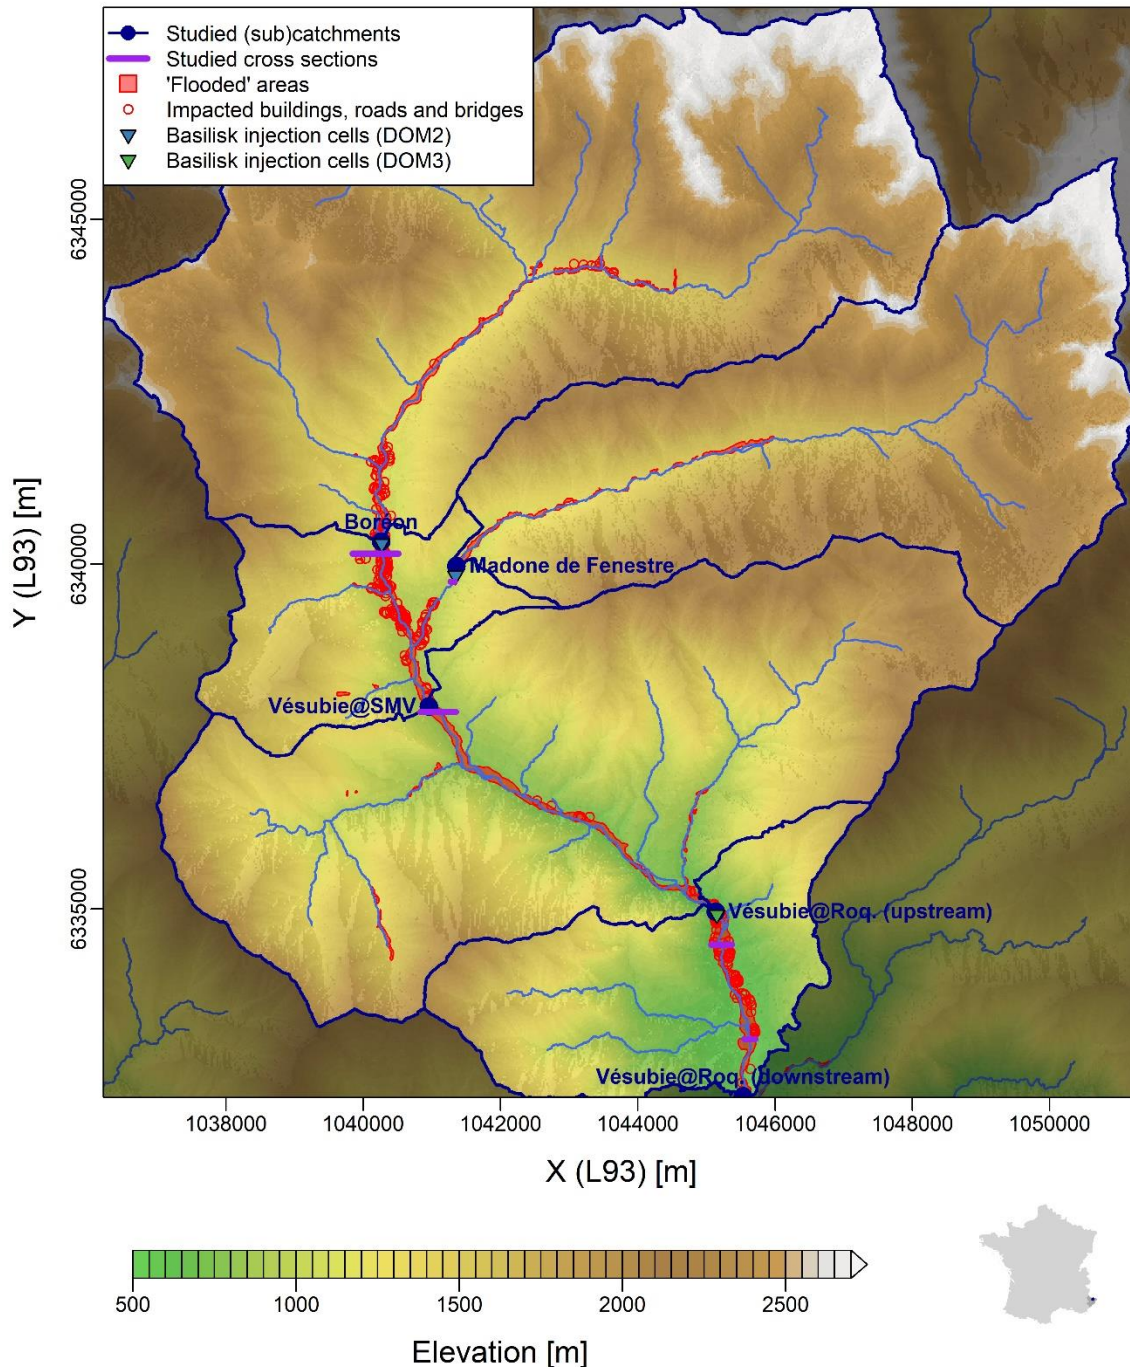 Studied (sub)catchments
Studied cross sections
'Flooded' areas
Impacted buildings, roads and bridges
Basilisk injection cells (DOM2)
Basilisk injection cells (DOM3)
6345000
6340000
6335000
Y (L93) [m]
Boréon
Madone de Fenestre
Vésubie@SMV
Vésubie@Roq. (upstream)
Vésubie@Roq. (downstream)
1038000 1040000 1042000 1044000 1046000 1048000 1050000
X (L93) [m]
500 1000 1500 2000 2500
Elevation [m]